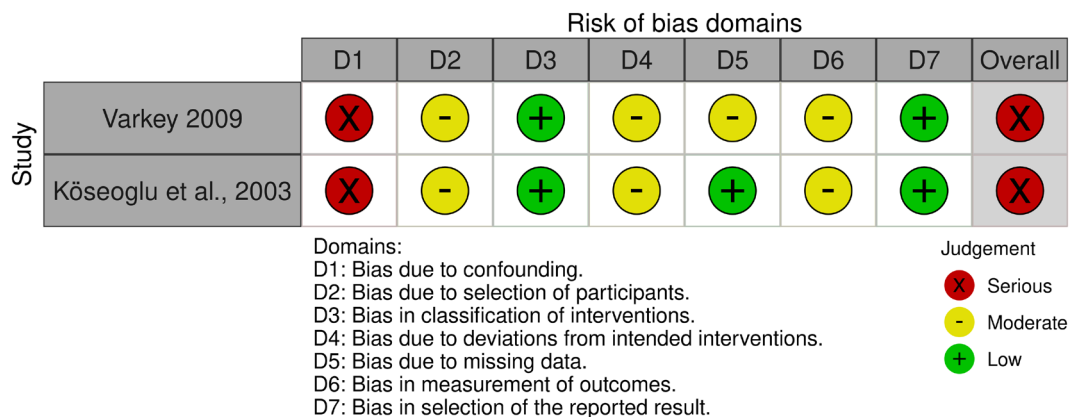 Risk of bias domains
D1 D2 D3 D4 D5 D6 D7 Overall
Study
Varkey 2009 X - + - - - + X
Köseoglu et al., 2003 X - + - + - + X
Domains:
D1: Bias due to confounding.
D2: Bias due to selection of participants.
D3: Bias in classification of interventions.
D4: Bias due to deviations from intended interventions.
D5: Bias due to missing data.
D6: Bias in measurement of outcomes.
D7: Bias in selection of the reported result.
Judgement
X Serious
- Moderate
+ Low